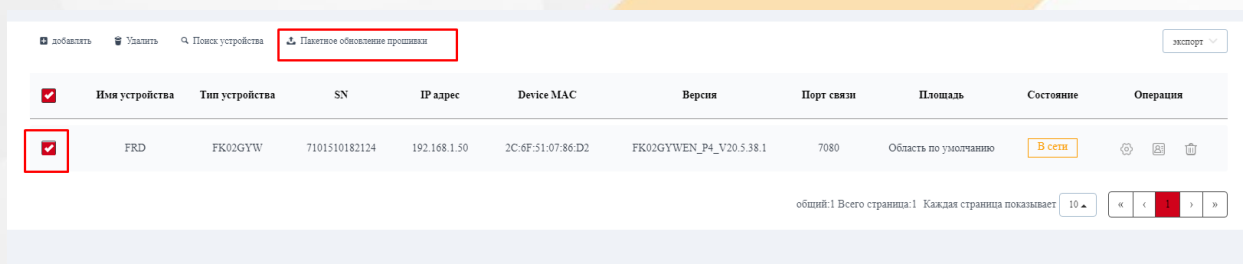 добавлять Удалить Поиск устройства Пакетное обновление прошивки экспорт
Имя устройства Тип устройства SN IP адрес Device MAC Версия Порт связи Площадь Состояние Операция
FRD FK02GYW 7101510182124 192.168.1.50 2C:6F:51:07:86:D2 FK02GYWEN_P4_V20.5.38.1 7080 Область по умолчанию В сети
общий:1 Всего страница:1 Каждая страница показывает 10 « ‹ 1 › »